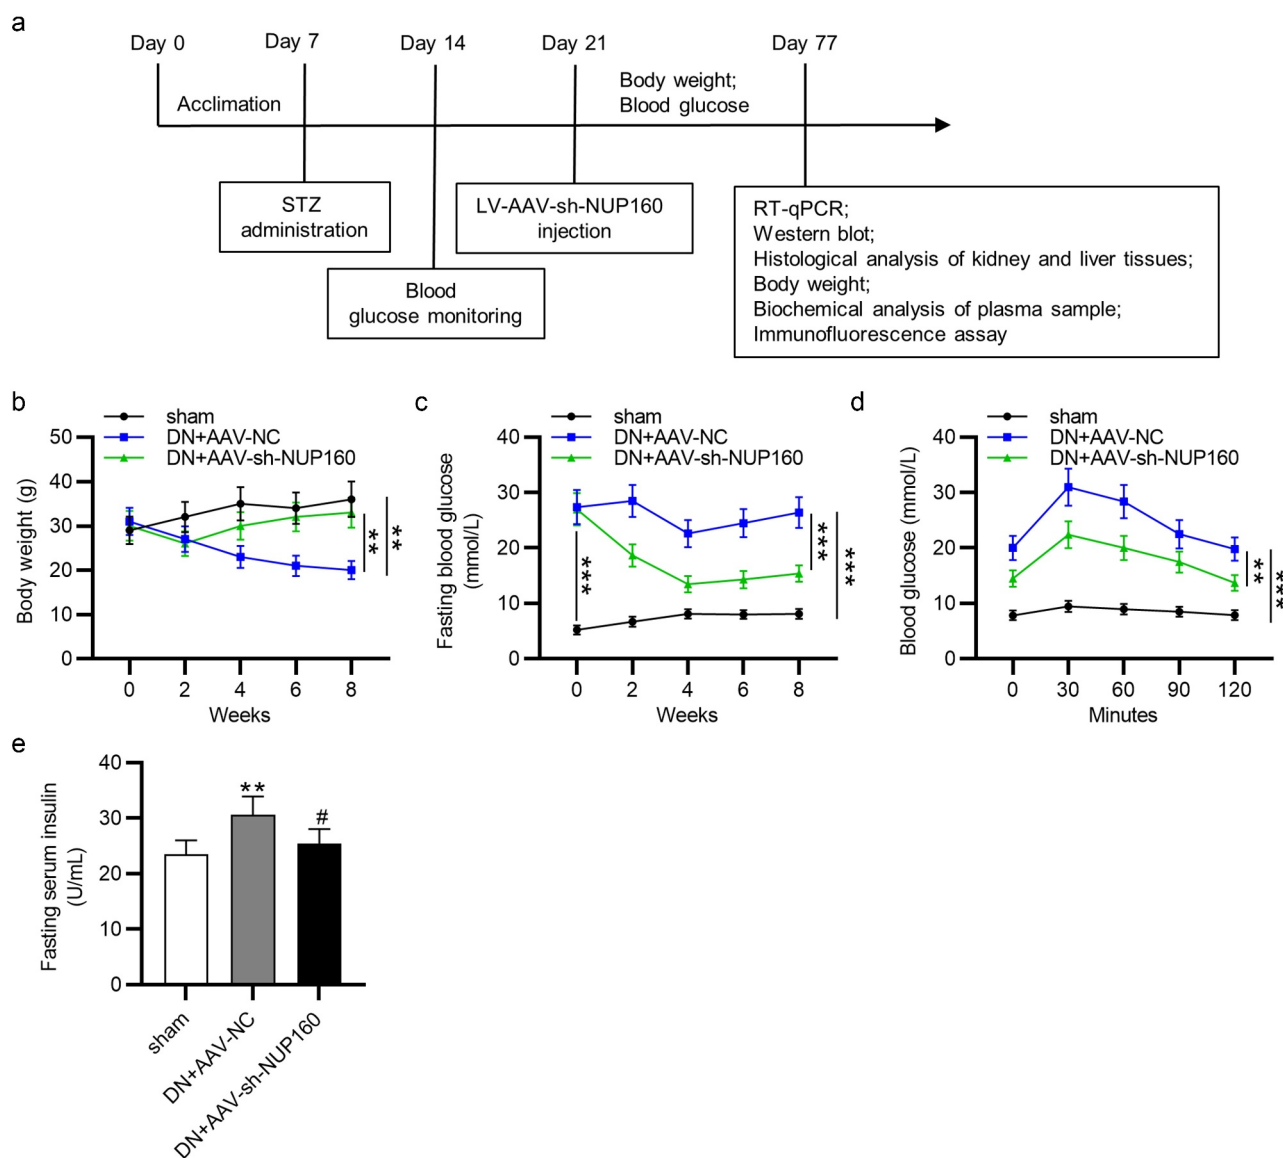 a
Day 0
Day 7
Day 14
Day 21
Day 77
Acclimation
Body weight;
Blood glucose
STZ
administration
LV-AAV-sh-NUP160
injection
Blood
glucose monitoring
RT-qPCR;
Western blot;
Histological analysis of kidney and liver tissues;
Body weight;
Biochemical analysis of plasma sample;
Immunofluorescence assay
b
sham
DN+AAV-NC
DN+AAV-sh-NUP160
Body weight (g)
50
40
30
20
10
0
0 2 4 6 8
Weeks
**
**
c
sham
DN+AAV-NC
DN+AAV-sh-NUP160
Fasting blood glucose
(mmol/L)
40
30
20
10
0
0 2 4 6 8
Weeks
***
***
***
d
sham
DN+AAV-NC
DN+AAV-sh-NUP160
Blood glucose (mmol/L)
40
30
20
10
0
0 30 60 90 120
Minutes
**
***
e
Fasting serum insulin
(U/mL)
40
30
20
10
0
**
#
sham
DN+AAV-NC
DN+AAV-sh-NUP160